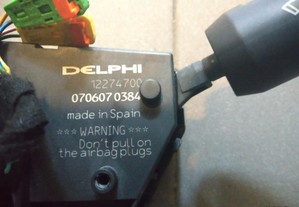 DELPHI
12274700
070607 0384
made in Spain
*** WARNING ***
Don't pull on
the airbag plugs